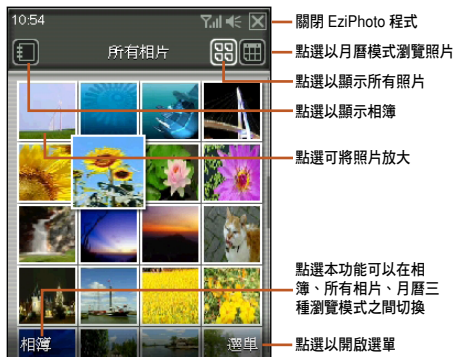 10:54
關閉 EziPhoto 程式
所有相片
點選以月曆模式瀏覽照片
點選以顯示所有照片
點選以顯示相簿
點選可將照片放大
點選本功能可以在相
簿、所有相片、月曆三
種瀏覽模式之間切換
相簿
選單
點選以開啟選單